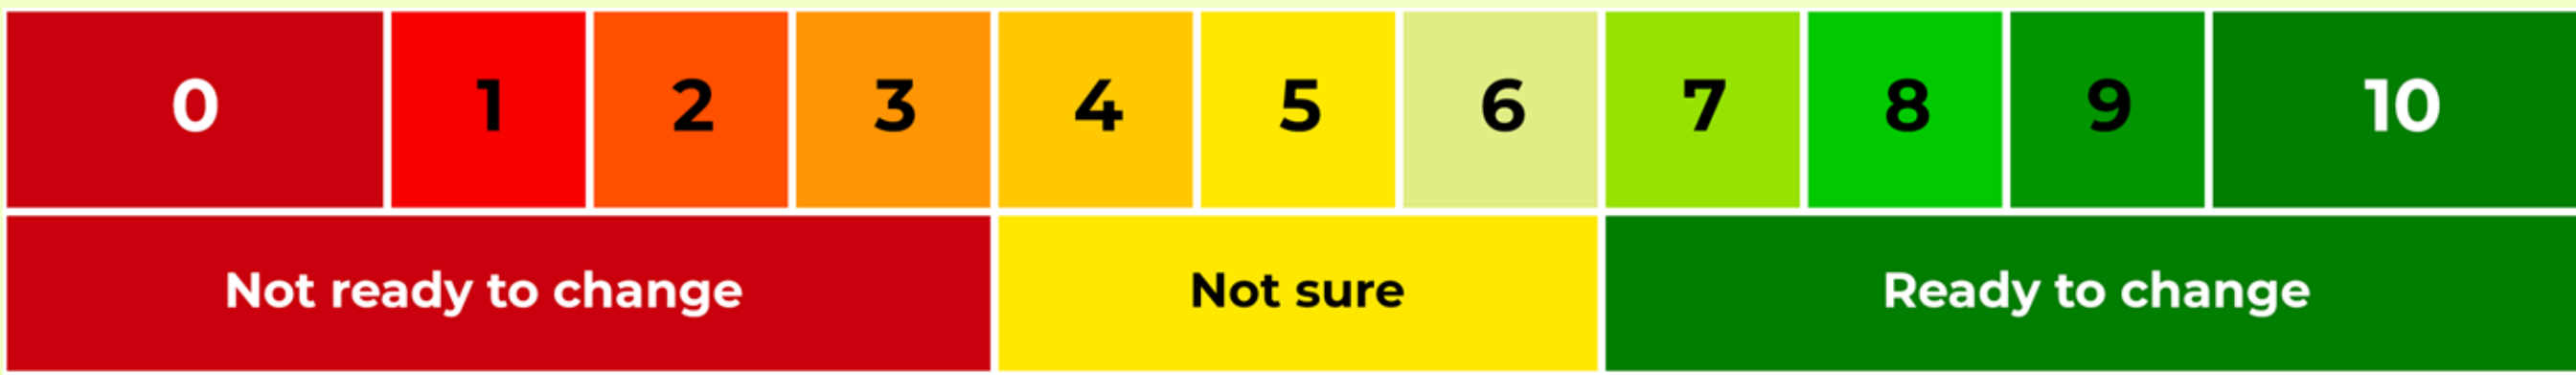 0 1 2 3 4 5 6 7 8 9 10
Not ready to change Not sure Ready to change